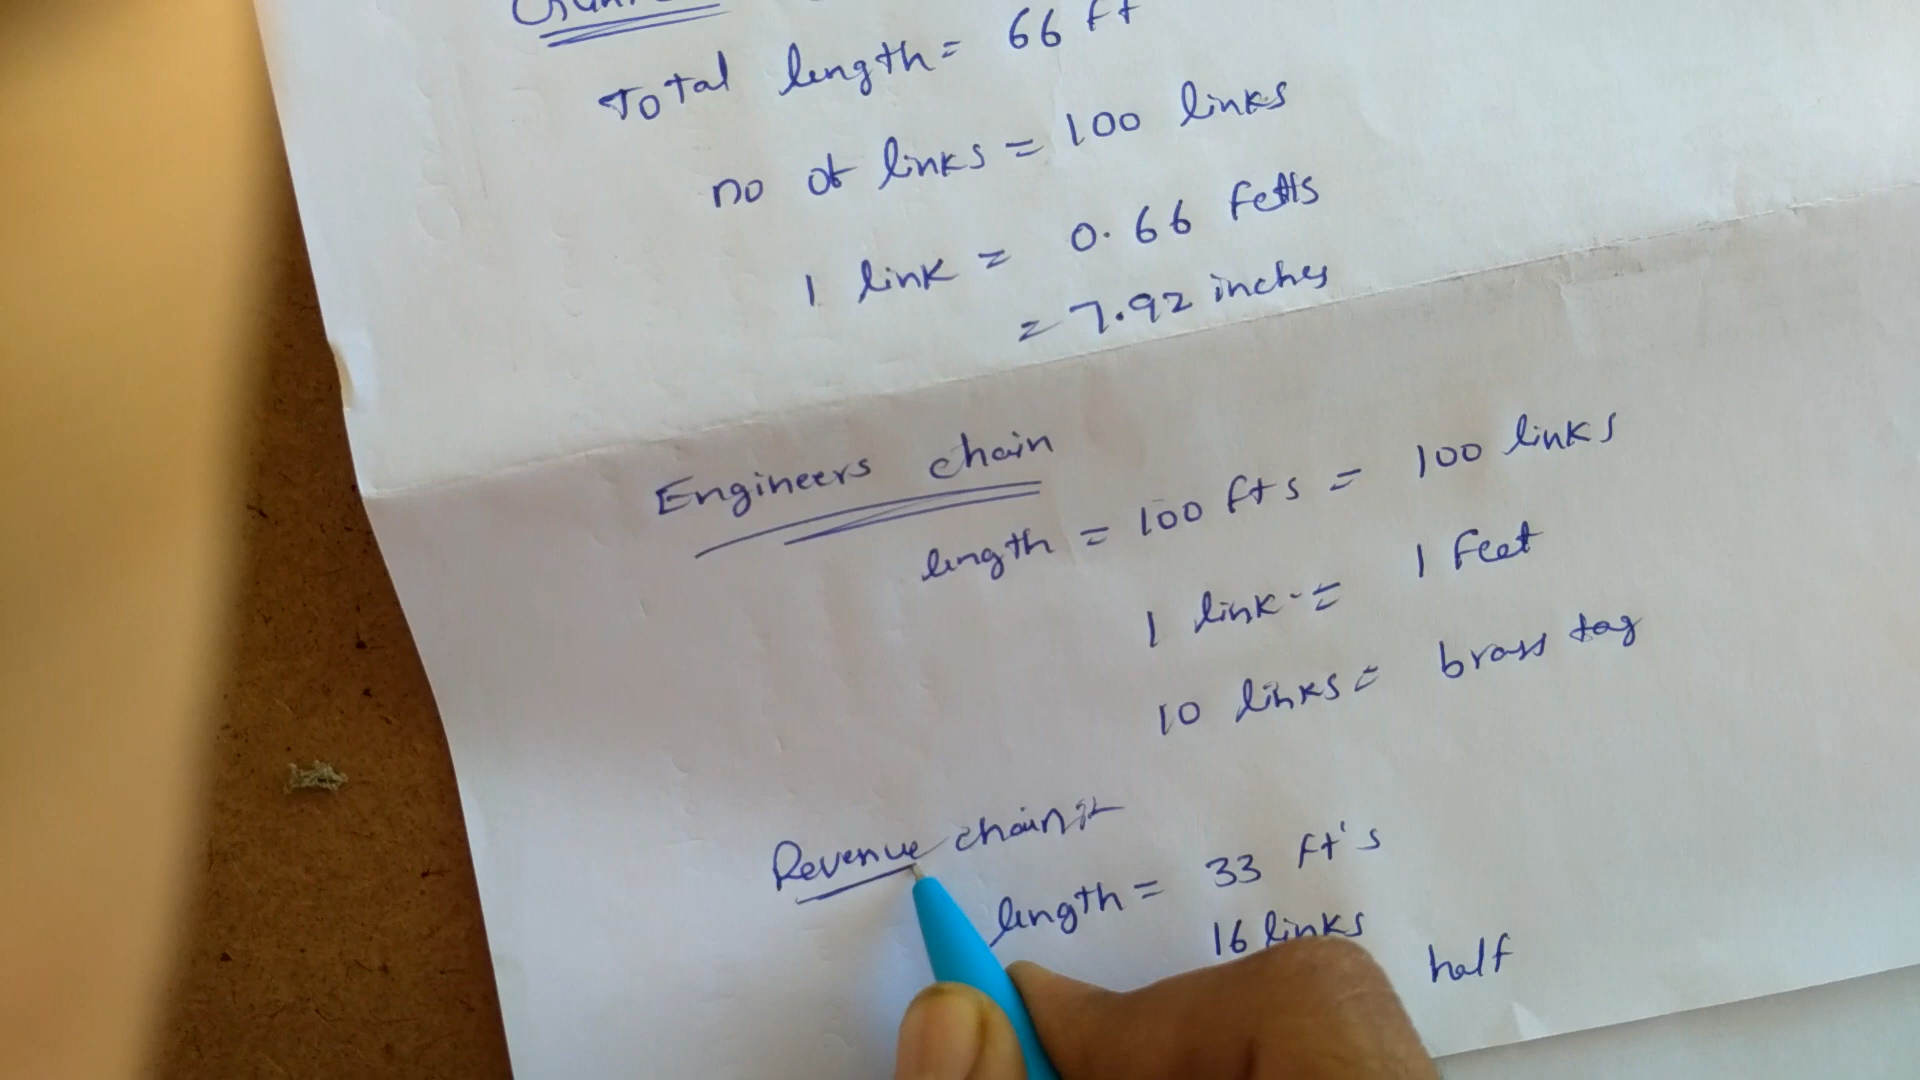 Total length = 66 ft
no of links = 100 links
1 link = 0.66 Fetts
= 7.92 inches
Engineers chain
length = 100 fts = 100 links
1 link = 1 Feet
10 links = brass tag
Revenue chain:-
length = 33 Ft's
16 links
half